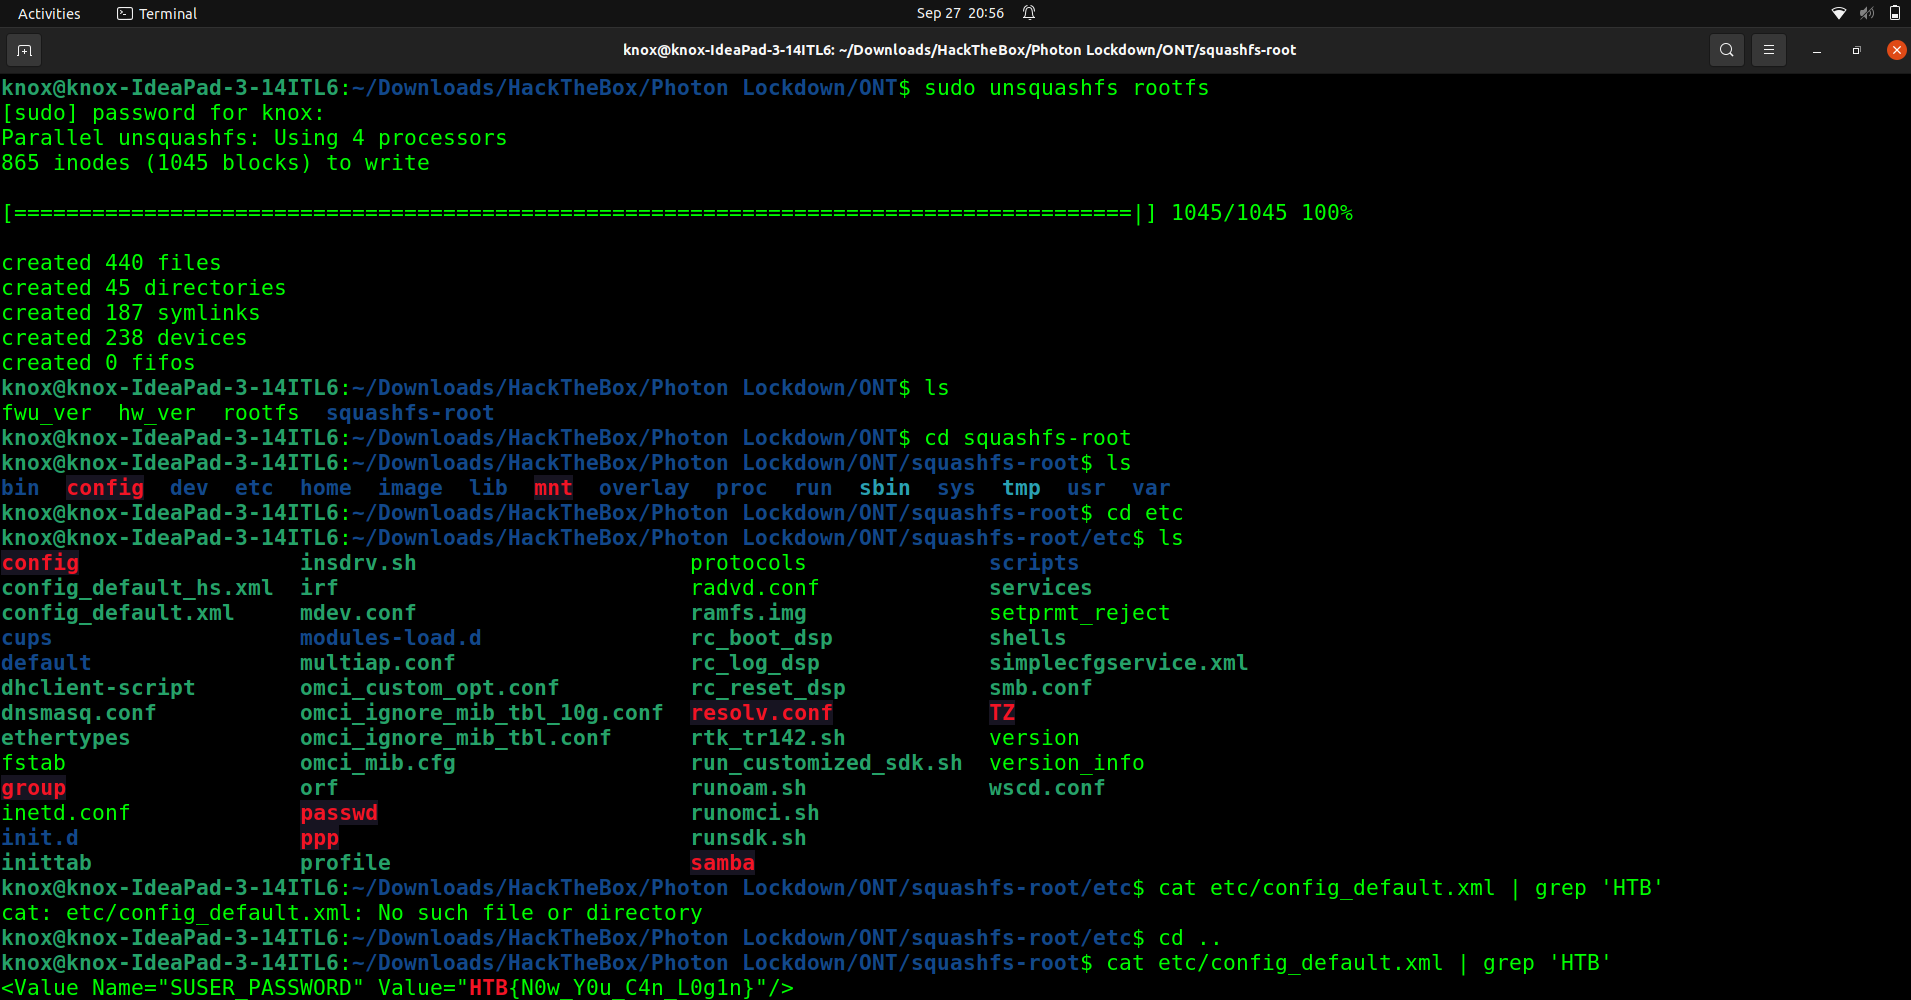 Activities Terminal Sep 27 20:56
knox@knox-IdeaPad-3-14ITL6: ~/Downloads/HackTheBox/Photon Lockdown/ONT/squashfs-root
knox@knox-IdeaPad-3-14ITL6:~/Downloads/HackTheBox/Photon Lockdown/ONT$ sudo unsquashfs rootfs
[sudo] password for knox:
Parallel unsquashfs: Using 4 processors
865 inodes (1045 blocks) to write
[======================================================================================|] 1045/1045 100%
created 440 files
created 45 directories
created 187 symlinks
created 238 devices
created 0 fifos
knox@knox-IdeaPad-3-14ITL6:~/Downloads/HackTheBox/Photon Lockdown/ONT$ ls
fwu_ver hw_ver rootfs squashfs-root
knox@knox-IdeaPad-3-14ITL6:~/Downloads/HackTheBox/Photon Lockdown/ONT$ cd squashfs-root
knox@knox-IdeaPad-3-14ITL6:~/Downloads/HackTheBox/Photon Lockdown/ONT/squashfs-root$ ls
bin config dev etc home image lib mnt overlay proc run sbin sys tmp usr var
knox@knox-IdeaPad-3-14ITL6:~/Downloads/HackTheBox/Photon Lockdown/ONT/squashfs-root$ cd etc
knox@knox-IdeaPad-3-14ITL6:~/Downloads/HackTheBox/Photon Lockdown/ONT/squashfs-root/etc$ ls
config insdrv.sh protocols scripts
config_default_hs.xml irf radvd.conf services
config_default.xml mdev.conf ramfs.img setprmt_reject
cups modules-load.d rc_boot_dsp shells
default multiap.conf rc_log_dsp simplecfgservice.xml
dhclient-script omci_custom_opt.conf rc_reset_dsp smb.conf
dnsmasq.conf omci_ignore_mib_tbl_10g.conf resolv.conf TZ
ethertypes omci_ignore_mib_tbl.conf rtk_tr142.sh version
fstab omci_mib.cfg run_customized_sdk.sh version_info
group orf runoam.sh wscd.conf
inetd.conf passwd runomci.sh
init.d ppp runsdk.sh
inittab profile samba
knox@knox-IdeaPad-3-14ITL6:~/Downloads/HackTheBox/Photon Lockdown/ONT/squashfs-root/etc$ cat etc/config_default.xml | grep 'HTB'
cat: etc/config_default.xml: No such file or directory
knox@knox-IdeaPad-3-14ITL6:~/Downloads/HackTheBox/Photon Lockdown/ONT/squashfs-root/etc$ cd ..
knox@knox-IdeaPad-3-14ITL6:~/Downloads/HackTheBox/Photon Lockdown/ONT/squashfs-root$ cat etc/config_default.xml | grep 'HTB'
<Value Name="SUSER_PASSWORD" Value="HTB{N0w_Y0u_C4n_L0g1n}"/>